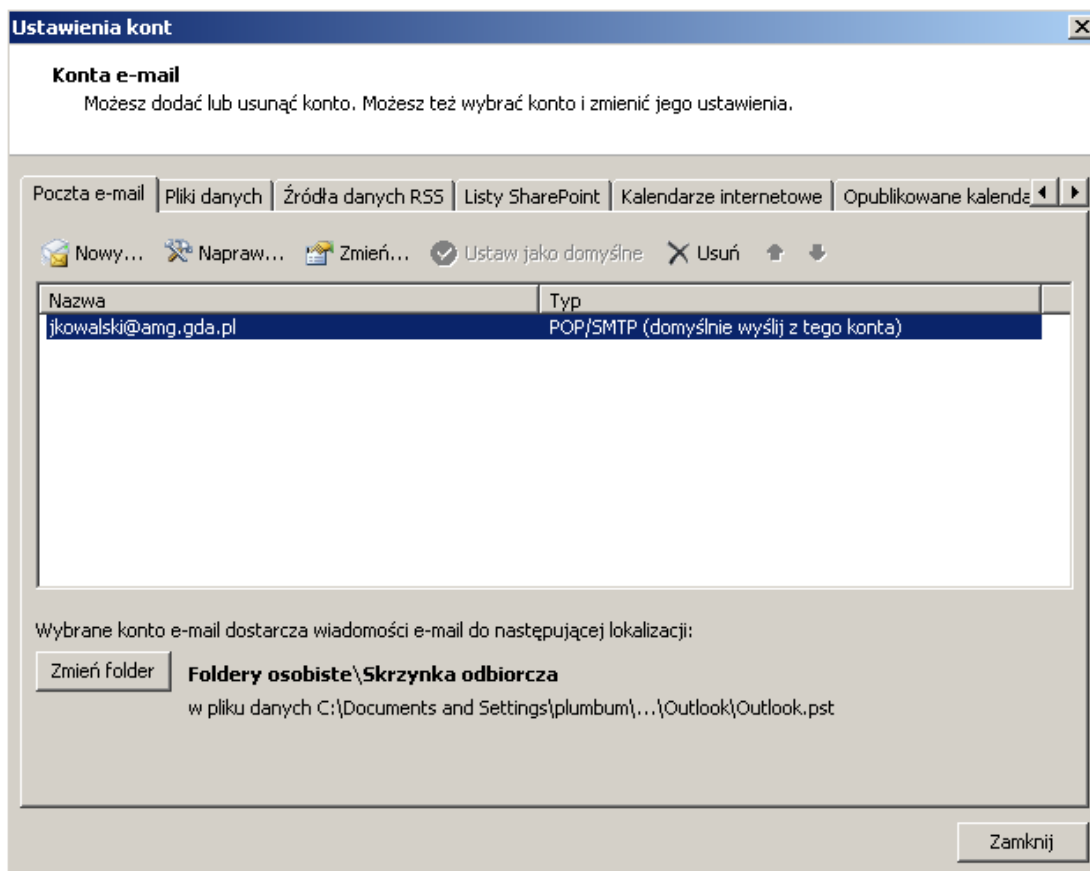 Ustawienia kont
Konta e-mail
Możesz dodać lub usunąć konto. Możesz też wybrać konto i zmienić jego ustawienia.
Poczta e-mail Pliki danych Źródła danych RSS Listy SharePoint Kalendarze internetowe Opublikowane kalenda
Nowy... Napraw... Zmień... Ustaw jako domyślne Usuń
Nazwa Typ
jkowalski@amg.gda.pl POP/SMTP (domyślnie wyślij z tego konta)
Wybrane konto e-mail dostarcza wiadomości e-mail do następującej lokalizacji:
Zmień folder Foldery osobiste\Skrzynka odbiorcza
w pliku danych C:\Documents and Settings\plumbum\...\Outlook\Outlook.pst
Zamknij